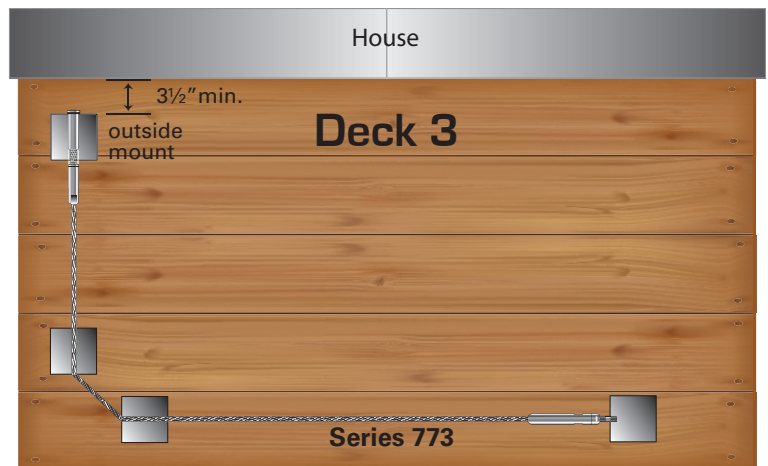 House
3½” min.
outside
mount
Deck 3
Series 773